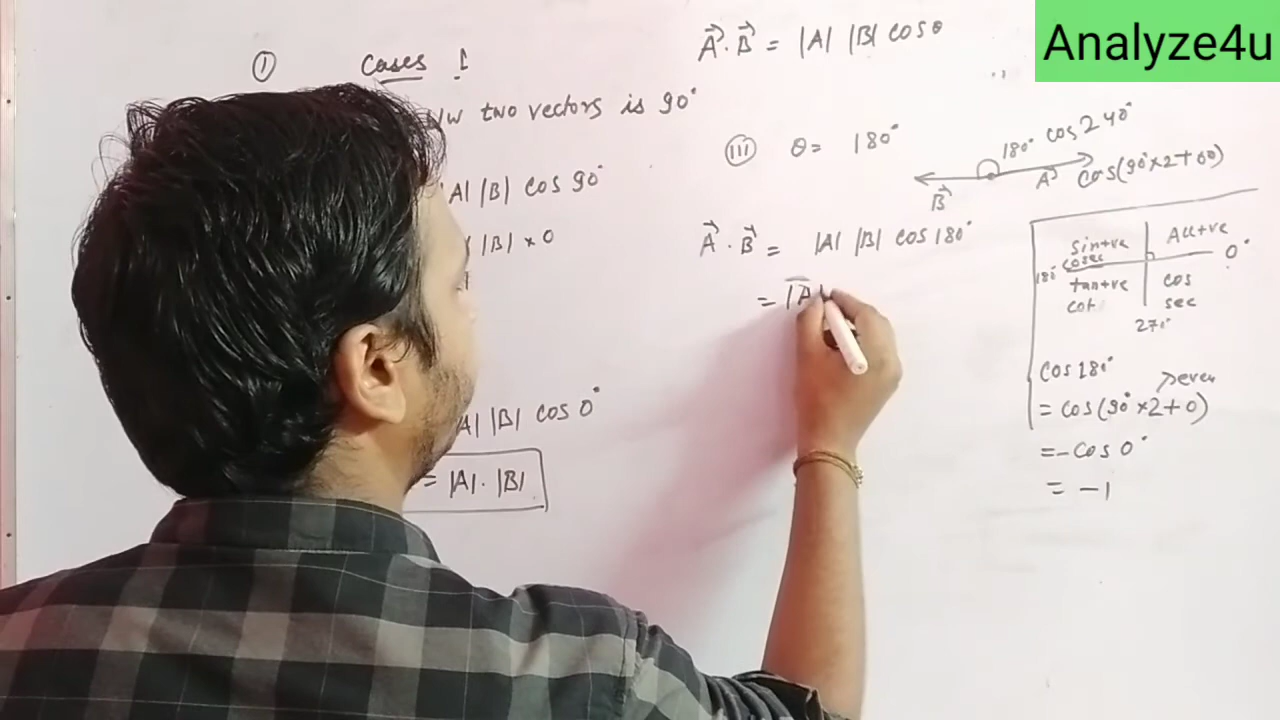 Analyze4u
① Cases !
two vectors is 90°
|A| |B| cos 90°
|B| × 0
|A| |B| cos 0°
= |A| . |B|
A⃗ . B⃗ = |A| |B| cos θ
(III) θ = 180°
180° cos 240°
B⃗ A⃗ cos(90°×2+60)
A⃗ . B⃗ = |A| |B| cos 180°
= |A|
sin+ve All+ve
cosec
180° 0°
tan+ve cos
cot sec
270°
cos 180°
even
= cos(90°×2+0)
= -cos 0°
= -1